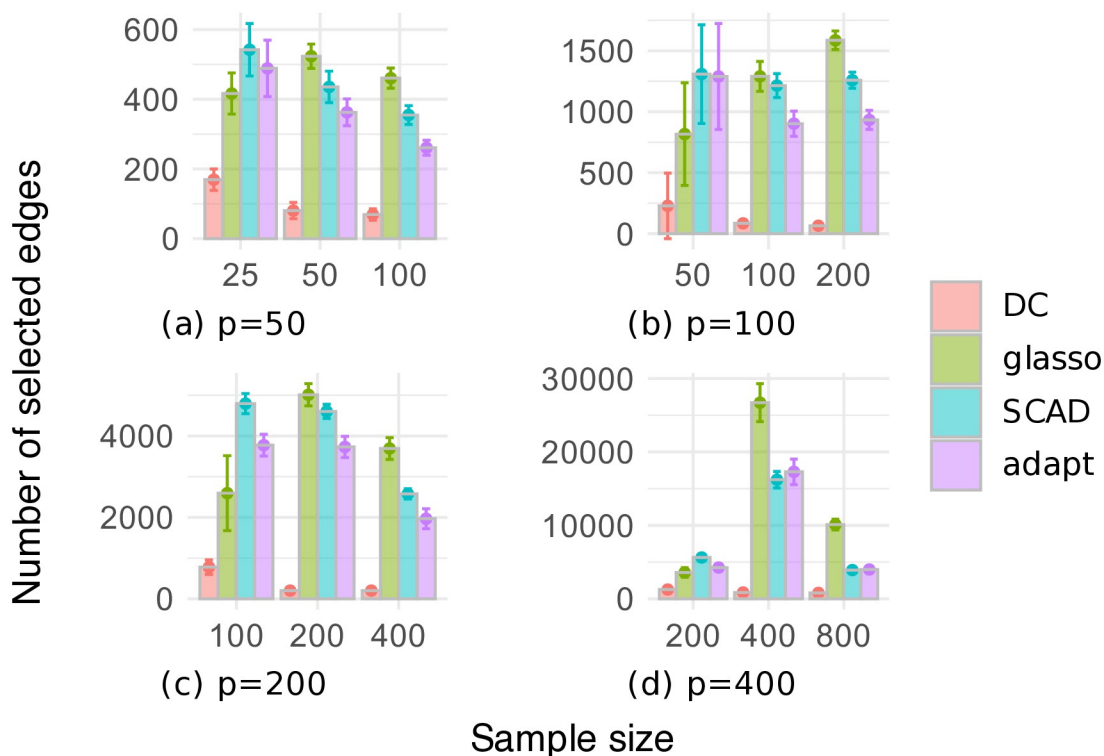 Number of selected edges
600
400
200
0
25 50 100
(a) p=50
1500
1000
500
0
50 100 200
(b) p=100
4000
2000
0
100 200 400
(c) p=200
30000
20000
10000
0
200 400 800
(d) p=400
DC
glasso
SCAD
adapt
Sample size